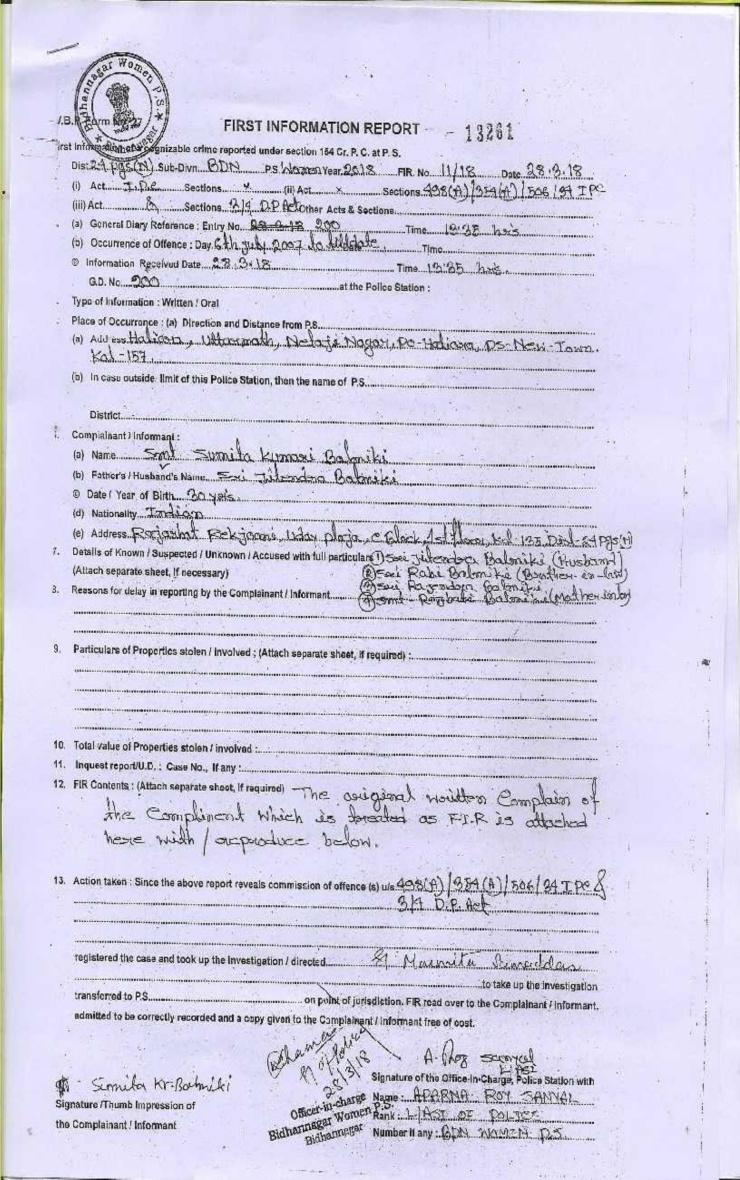 Bidhannagar Women P.S.
FIRST INFORMATION REPORT - 13261
First Information of cognizable crime reported under section 154 Cr. P. C. at P. S.
Dist 24 pgs(N) Sub-Divn. BDN P.S. Women Year 2018 FIR. No. 11/18 Date 28.3.18
(i) Act I.P.C Sections × (ii) Act × Sections 498(A)/354(A)/506/34 IPC
(iii) Act & Sections 3/4 D.P Act other Acts & Sections
(a) General Diary Reference : Entry No. 200 Time 13:35 hrs
(b) Occurrence of Offence : Day 6th July 2007 to till date. Time
© Information Received Date 28.3.18 Time 13:35 hrs.
G.D. No. 200 at the Police Station :
Type of Information : Written / Oral
Place of Occurrence : (a) Direction and Distance from P.S.
(a) Address Hatiara, Uttarmath, Netaji Nagar, Po-Hatiara, Ps-New-Town.
Kol-157
(b) In case outside limit of this Police Station, then the name of P.S.
District
Complainant / Informant :
(a) Name Smt Sumita Kumari Balmiki
(b) Father's / Husband's Name Sri Jitendra Balmiki
© Date / Year of Birth 30 yrs.
(d) Nationality Indian
(e) Address Rajarhat Rekjoani, Uday plaja, C Block, 1st floor, Kol-135, Dist-24 Pgs(N)
7. Details of Known / Suspected / Unknown / Accused with full particulars (1) Sri Jitendra Balmiki (Husband)
(Attach separate sheet, if necessary) (2) Sri Rabi Balmiki (Brother-in-law)
(3) Sri Rajendra Balmiki
8. Reasons for delay in reporting by the Complainant / Informant (4) Smt Balmiki (Mother in law)
9. Particulars of Properties stolen / involved ; (Attach separate sheet, if required) :
10. Total value of Properties stolen / involved :
11. Inquest report/U.D. : Case No., If any :
12. FIR Contents : (Attach separate sheet, if required) The original written Complain of
the Compliment which is treated as F.I.R is attached
here with / reproduce below.
13. Action taken : Since the above report reveals commission of offence (s) u/s 498(A)/354(A)/506/34 IPC &
3/4 D.P. Act
registered the case and took up the Investigation / directed
to take up the investigation
transferred to P.S. on point of jurisdiction. FIR read over to the Complainant / Informant,
admitted to be correctly recorded and a copy given to the Complainant / Informant free of cost.
28/3/18
Sumita Kr-Balmiki
Signature /Thumb Impression of
the Complainant / Informant
Officer-in-charge
Bidhannagar Women P.S.
Bidhannagar
A. Roy Sanyal
L/ASI
Signature of the Office-in-Charge, Police Station with
Name : APARNA ROY SANYAL
Rank : L/ASI OF POLICE
Number if any : BDN WOMEN P.S.